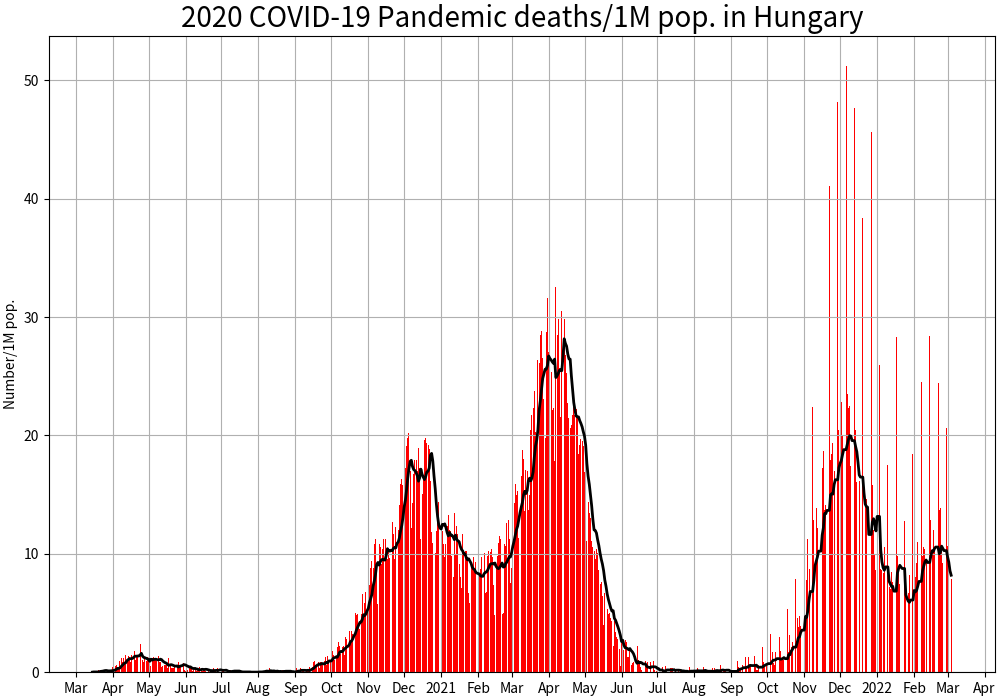 2020 COVID-19 Pandemic deaths/1M pop. in Hungary
Number/1M pop.
50
40
30
20
10
0
Mar Apr May Jun Jul Aug Sep Oct Nov Dec 2021 Feb Mar Apr May Jun Jul Aug Sep Oct Nov Dec 2022 Feb Mar Apr